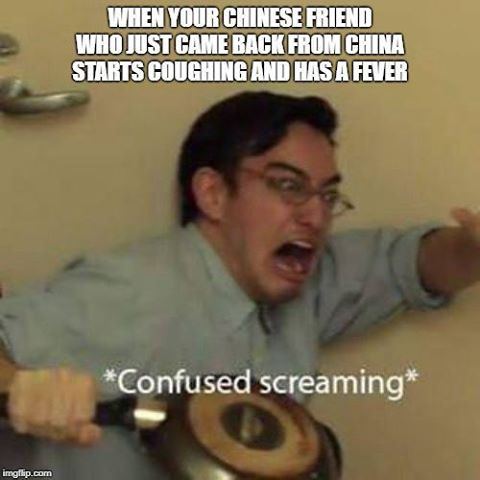 WHEN YOUR CHINESE FRIEND
WHO JUST CAME BACK FROM CHINA
STARTS COUGHING AND HAS A FEVER
*Confused screaming*
imgflip.com